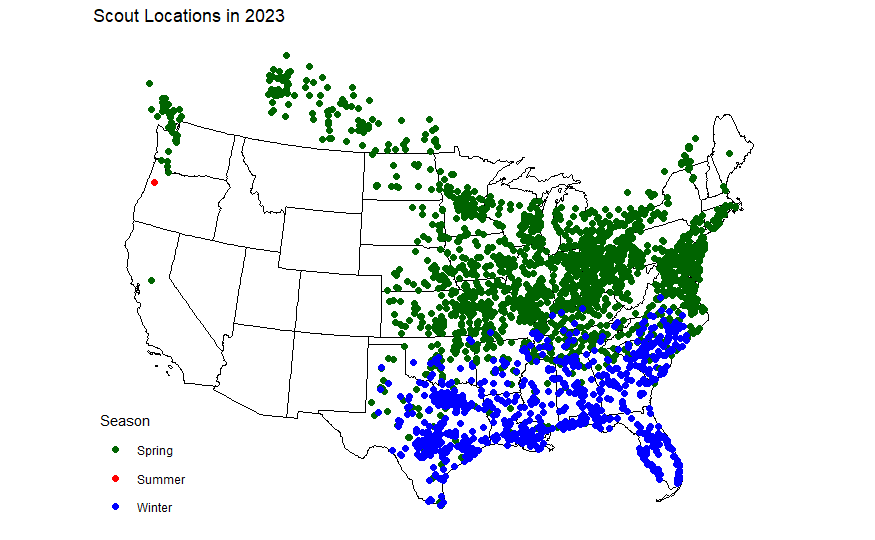 Scout Locations in 2023
Season
Spring
Summer
Winter